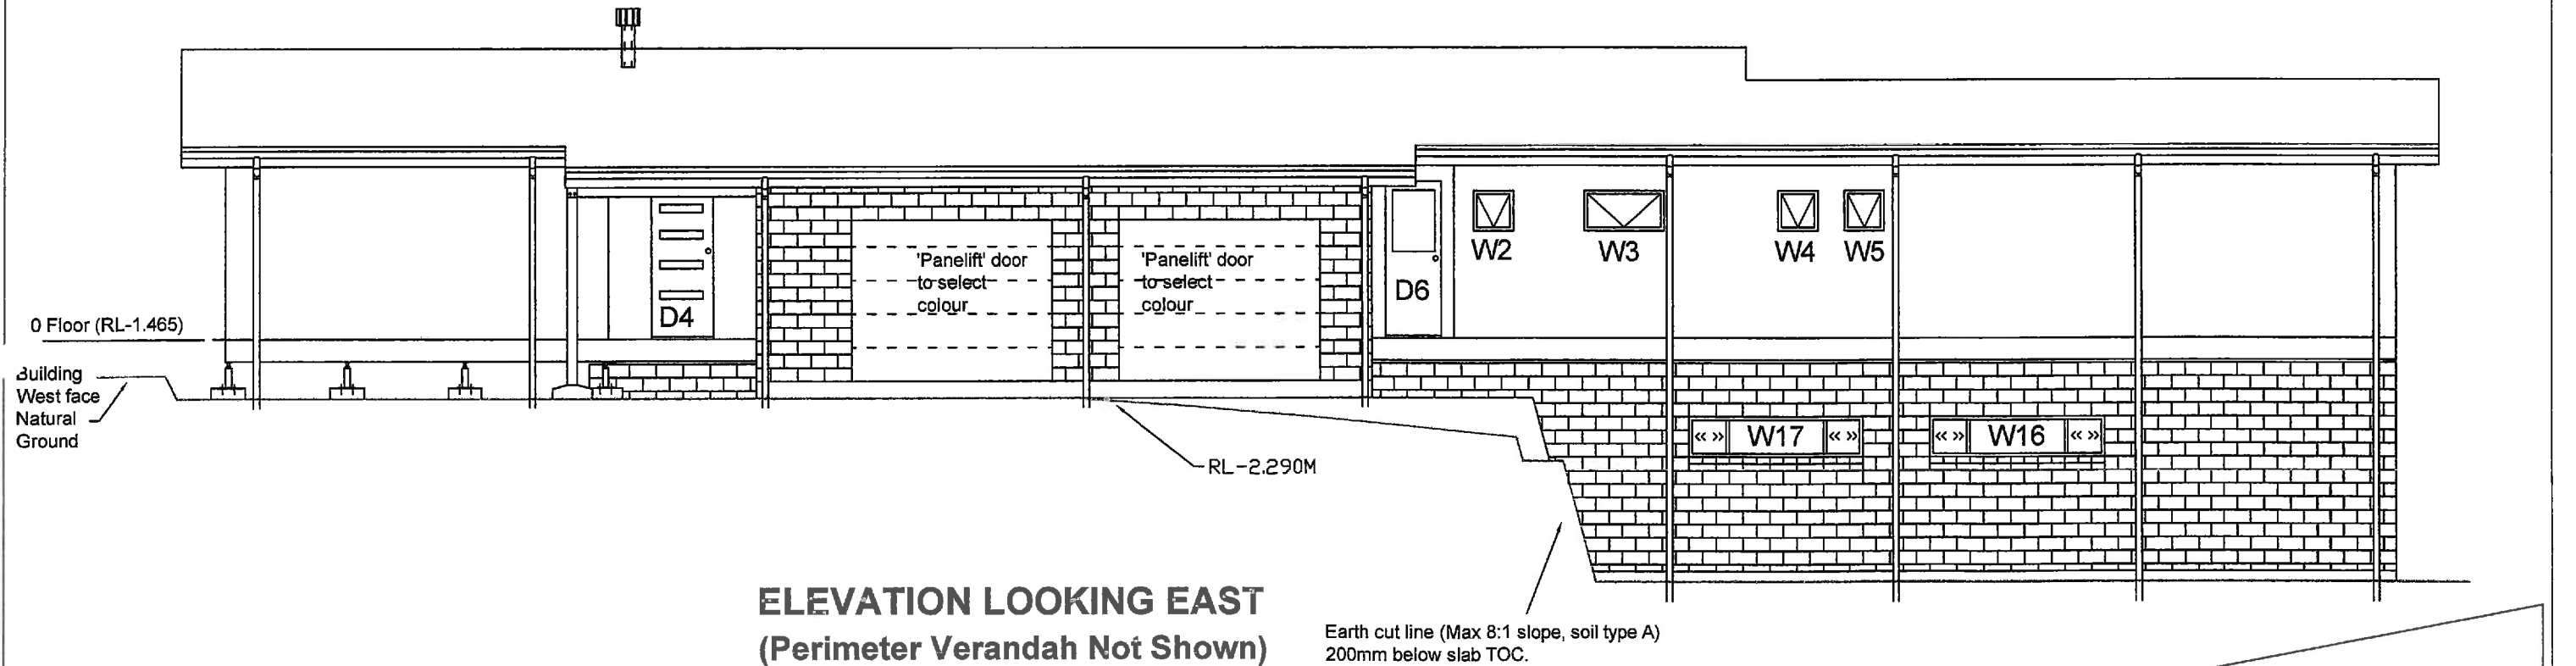 W2
W3
W4
W5
'Panelift' door
to select
colour
'Panelift' door
to select
colour
D6
D4
0 Floor (RL-1.465)
Building
West face
Natural
Ground
«»
W17
«»
«»
W16
«»
RL-2.290M
ELEVATION LOOKING EAST
(Perimeter Verandah Not Shown)
Earth cut line (Max 8:1 slope, soil type A)
200mm below slab TOC.